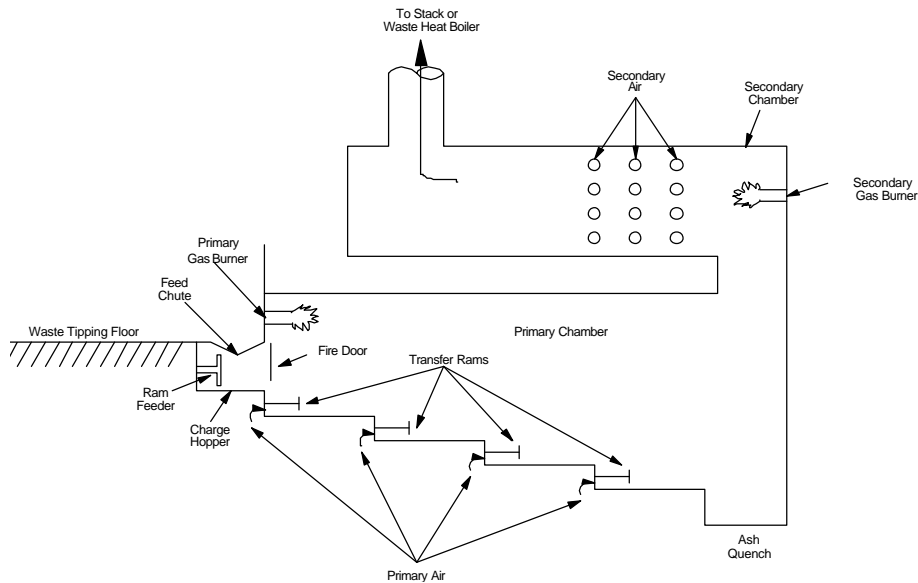 To Stack or
Waste Heat Boiler
Secondary
Air
Secondary
Chamber
Secondary
Gas Burner
Primary
Gas Burner
Feed
Chute
Waste Tipping Floor
Primary Chamber
Fire Door
Transfer Rams
Ram
Feeder
Charge
Hopper
Ash
Quench
Primary Air